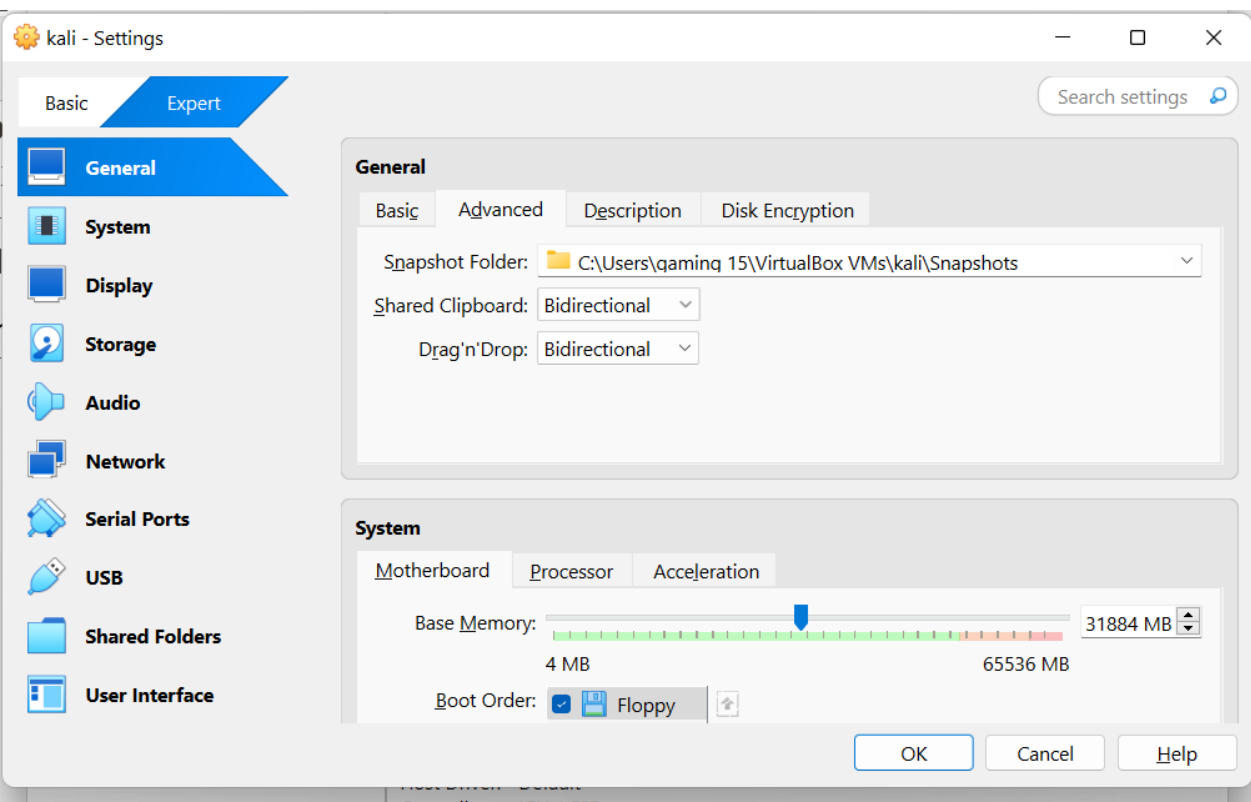 kali - Settings
Basic
Expert
Search settings
General
System
Display
Storage
Audio
Network
Serial Ports
USB
Shared Folders
User Interface
General
Basic
Advanced
Description
Disk Encryption
Snapshot Folder: C:\Users\gaming 15\VirtualBox VMs\kali\Snapshots
Shared Clipboard: Bidirectional
Drag'n'Drop: Bidirectional
System
Motherboard
Processor
Acceleration
Base Memory: 31884 MB
4 MB
65536 MB
Boot Order: Floppy
OK
Cancel
Help